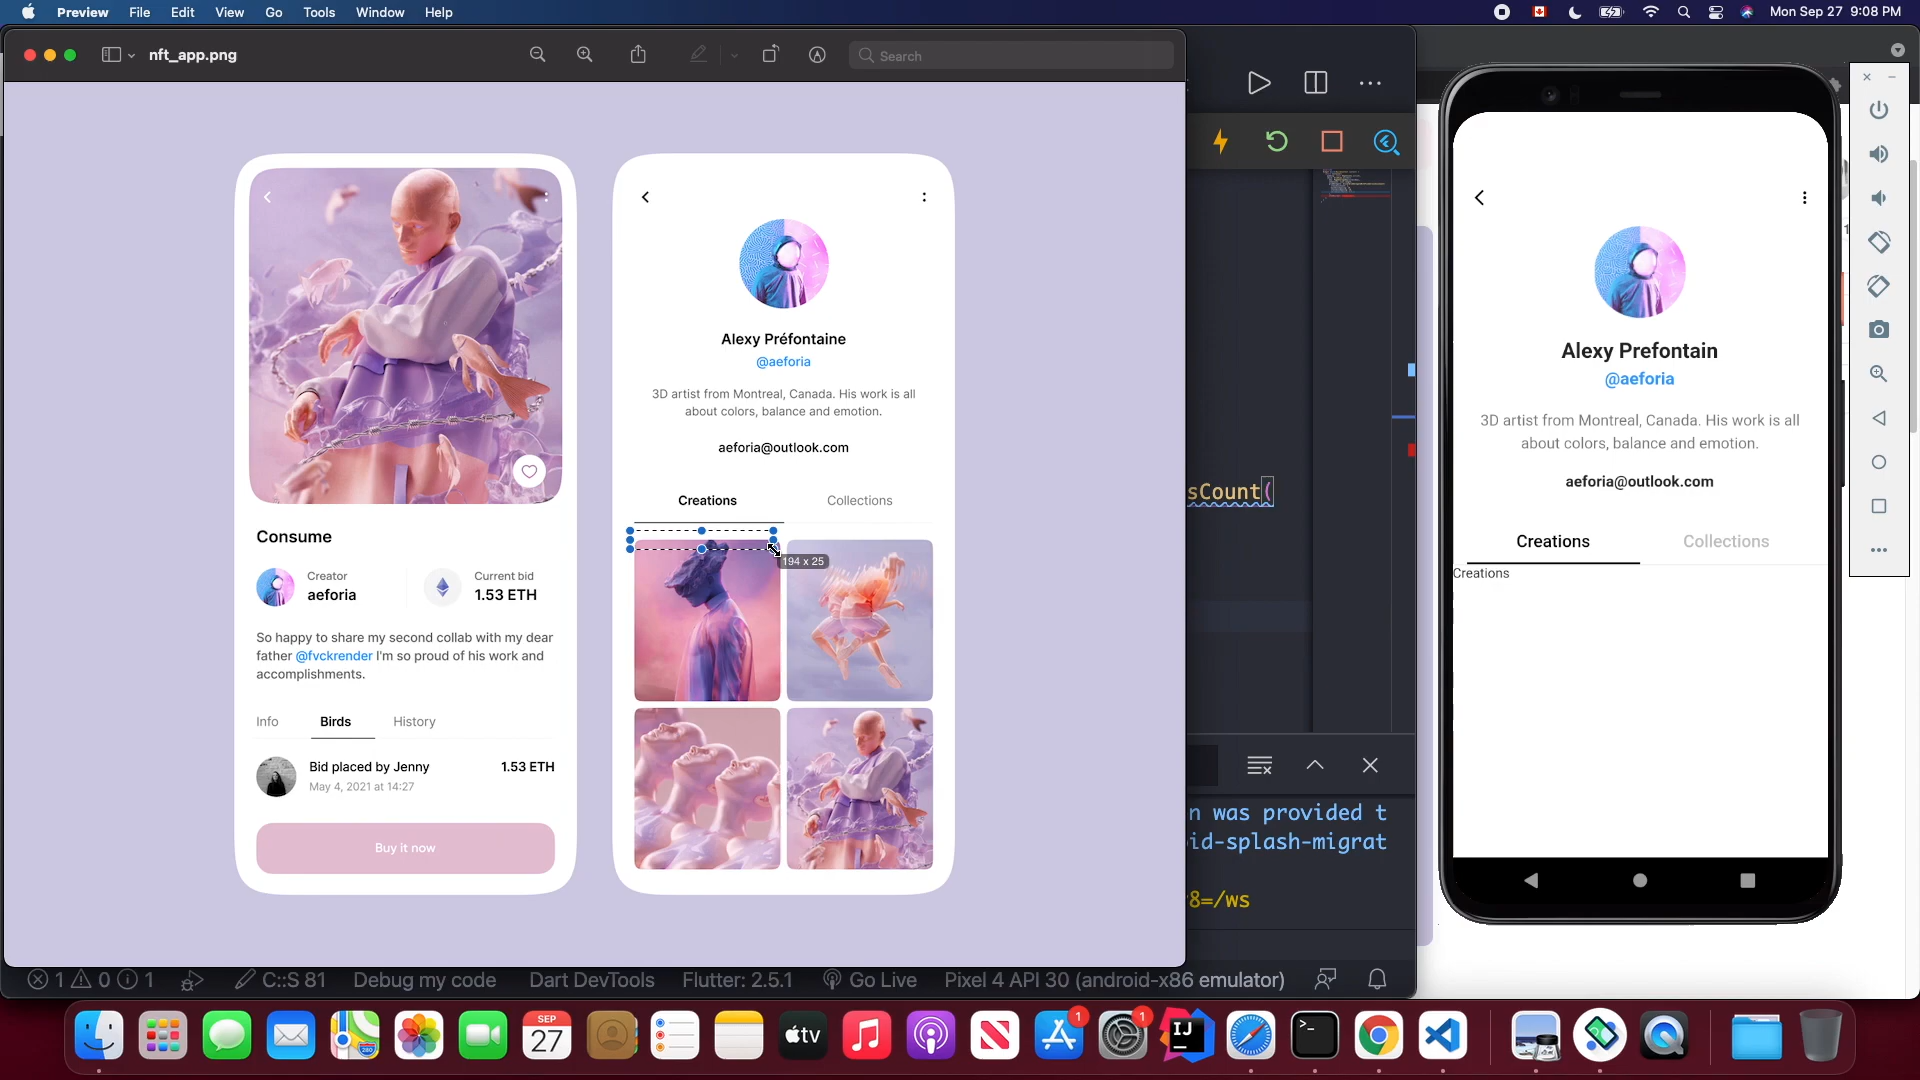 Preview File Edit View Go Tools Window Help
Mon Sep 27 9:08 PM
nft_app.png
Search
Consume
Creator
aeforia
Current bid
1.53 ETH
So happy to share my second collab with my dear
father @fvckrender I'm so proud of his work and
accomplishments.
Info Birds History
Bid placed by Jenny
1.53 ETH
May 4, 2021 at 14:27
Buy it now
Alexy Préfontaine
@aeforia
3D artist from Montreal, Canada. His work is all
about colors, balance and emotion.
aeforia@outlook.com
Creations Collections
194 x 25
sCount(
n was provided t
id-splash-migrat
8=/ws
Alexy Prefontain
@aeforia
3D artist from Montreal, Canada. His work is all
about colors, balance and emotion.
aeforia@outlook.com
Creations Collections
Creations
1 0 1 C::S 81 Debug my code Dart DevTools Flutter: 2.5.1 Go Live Pixel 4 API 30 (android-x86 emulator)
SEP
27
tv
1
1
IJ